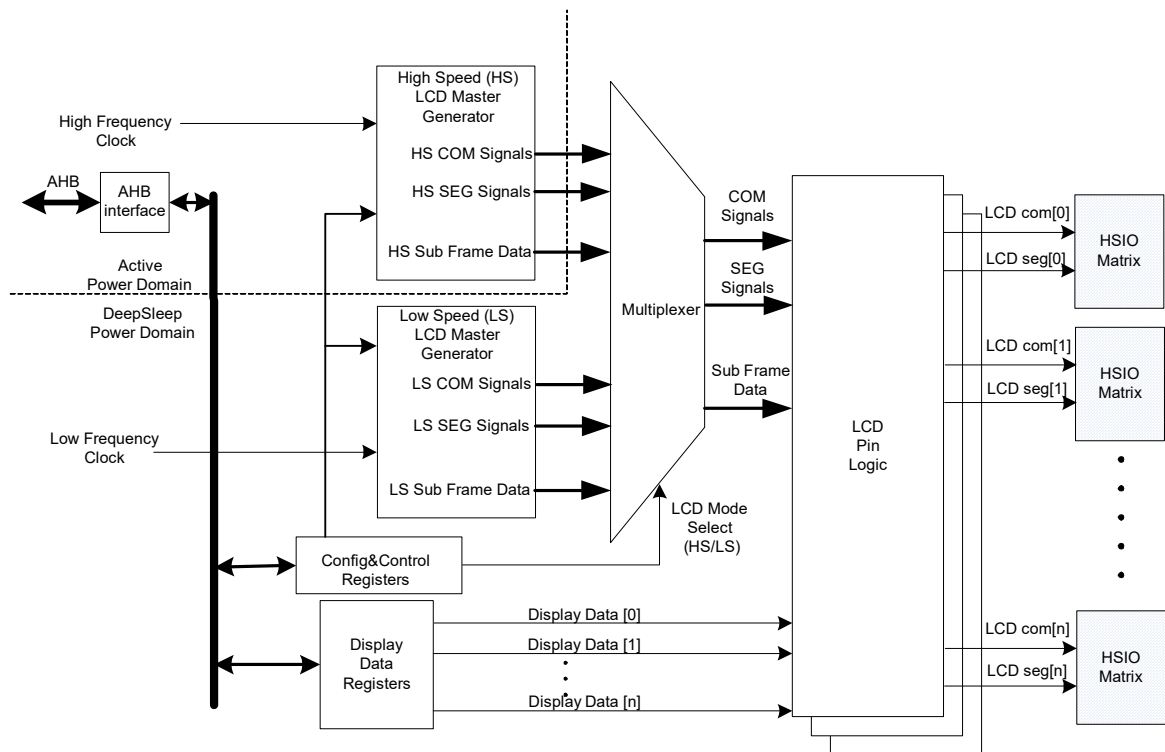 High Speed (HS)
LCD Master
Generator
High Frequency
Clock
HS COM Signals
HS SEG Signals
HS Sub Frame Data
AHB
AHB
interface
Active
Power Domain
DeepSleep
Power Domain
Low Speed (LS)
LCD Master
Generator
LS COM Signals
LS SEG Signals
LS Sub Frame Data
Low Frequency
Clock
Multiplexer
COM
Signals
SEG
Signals
Sub Frame
Data
LCD Mode
Select
(HS/LS)
Config&Control
Registers
Display
Data
Registers
Display Data [0]
Display Data [1]
Display Data [n]
LCD
Pin
Logic
LCD com[0]
LCD seg[0]
HSIO
Matrix
LCD com[1]
LCD seg[1]
HSIO
Matrix
LCD com[n]
LCD seg[n]
HSIO
Matrix